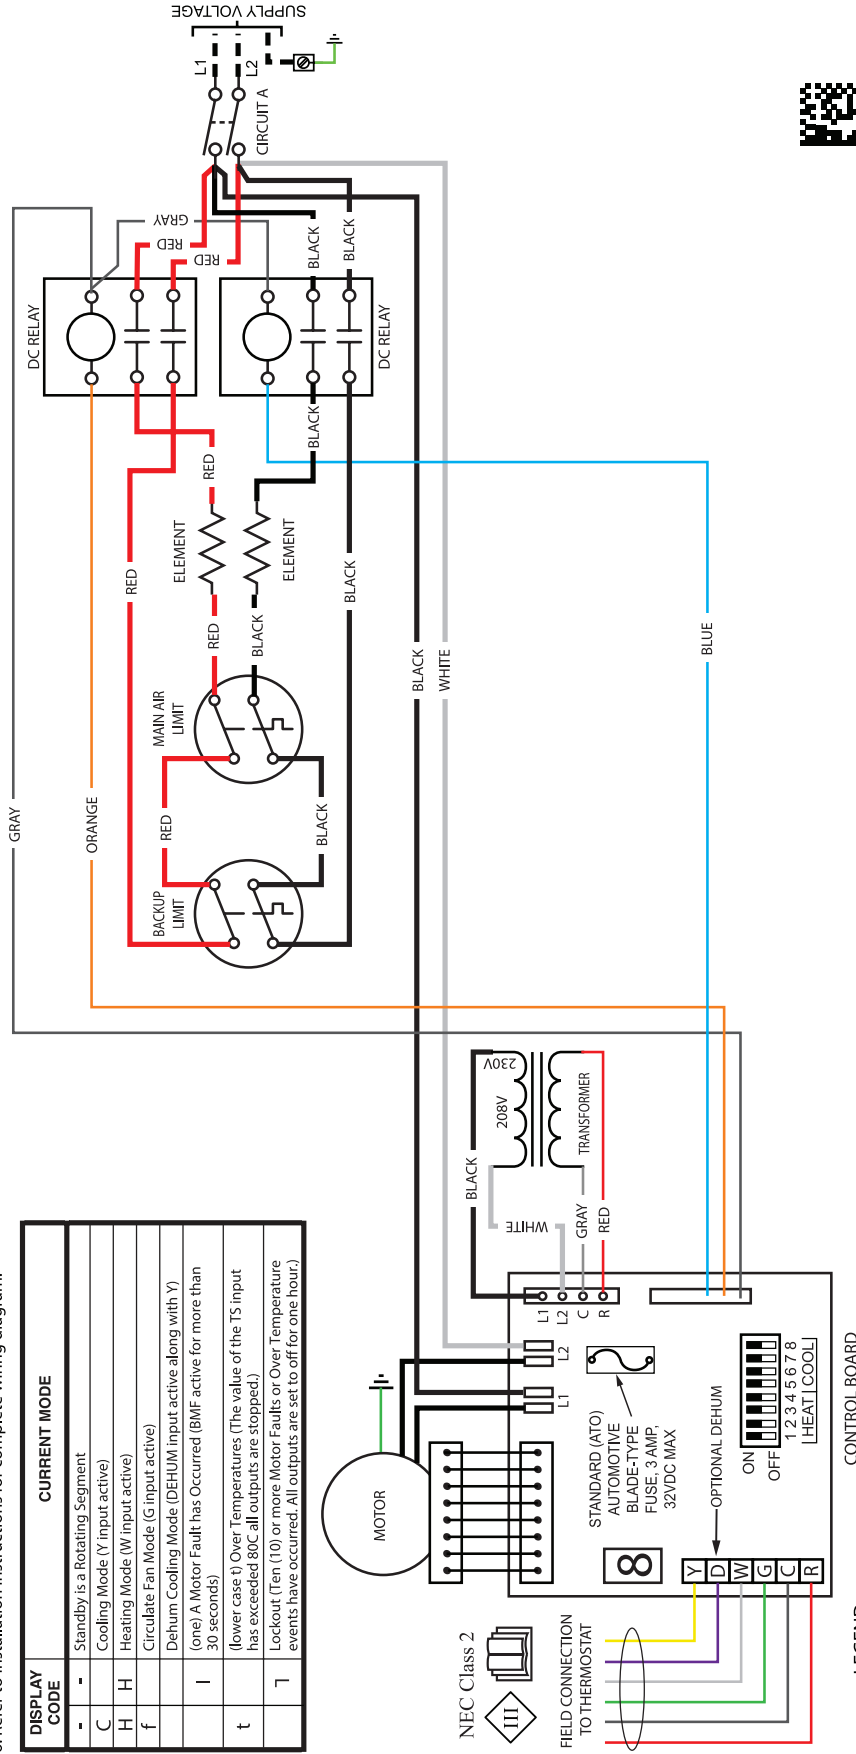 SUPPLY VOLTAGE
L1
L2
CIRCUIT A
GRAY
RED
RED
BLACK
BLACK
DC RELAY
DC RELAY
RED
BLACK
ELEMENT
ELEMENT
RED
BLACK
RED
BLACK
MAIN AIR
LIMIT
BLACK
WHITE
BLUE
GRAY
ORANGE
RED
BLACK
BACKUP
LIMIT
230V
208V
TRANSFORMER
BLACK
WHITE
GRAY
RED
L1
L2
C
R
L2
L1
MOTOR
STANDARD (ATO)
AUTOMOTIVE
BLADE-TYPE
FUSE, 3 AMP,
32VDC MAX
OPTIONAL DEHUM
ON
OFF
1 2 3 4 5 6 7 8
|HEAT|COOL|
CONTROL BOARD
8
Y
D
W
G
C
R
NEC Class 2
III
FIELD CONNECTION
TO THERMOSTAT
DISPLAY
CODE
CURRENT MODE
- -
Standby is a Rotating Segment
C
Cooling Mode (Y input active)
H H
Heating Mode (W input active)
f
Circulate Fan Mode (G input active)
Dehum Cooling Mode (DEHUM input active along with Y)
I
(one) A Motor Fault has Occurred (BMF active for more than
30 seconds)
t
(lower case t) Over Temperatures (The value of the TS input
has exceeded 80C all outputs are stopped.)
Lockout (Ten (10) or more Motor Faults or Over Temperature
events have occurred. All outputs are set to off for one hour.)